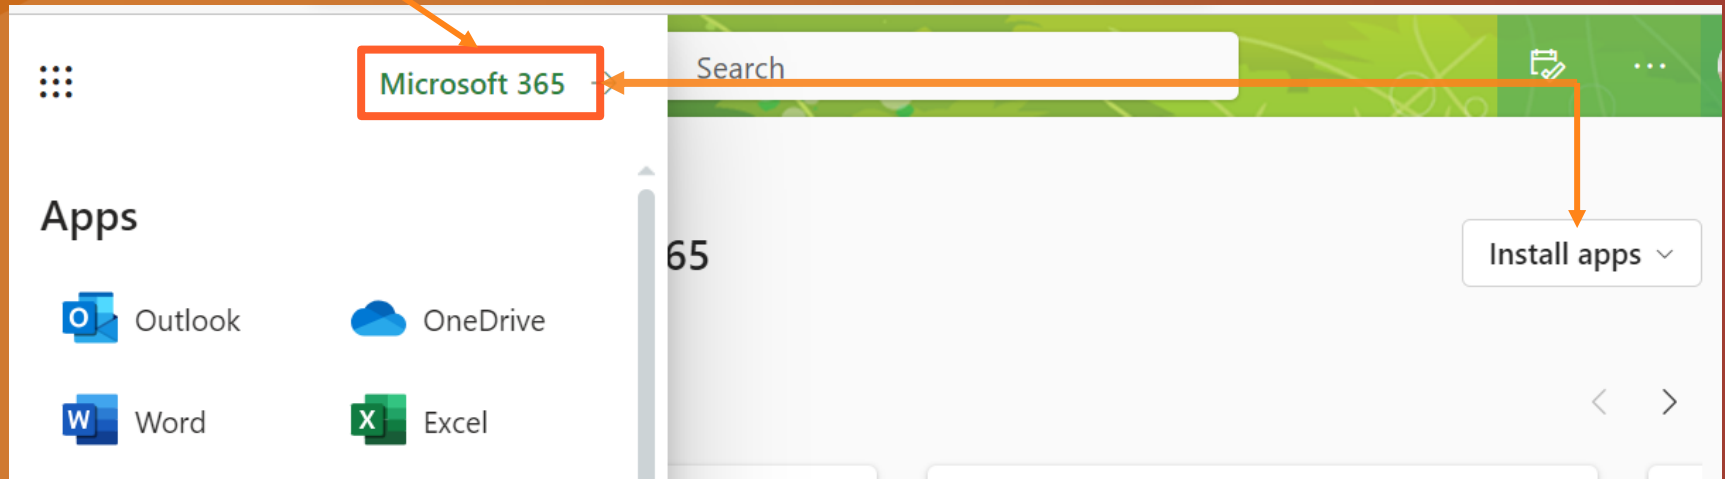 Microsoft 365
Search
Apps
65
Install apps
Outlook
OneDrive
Word
Excel